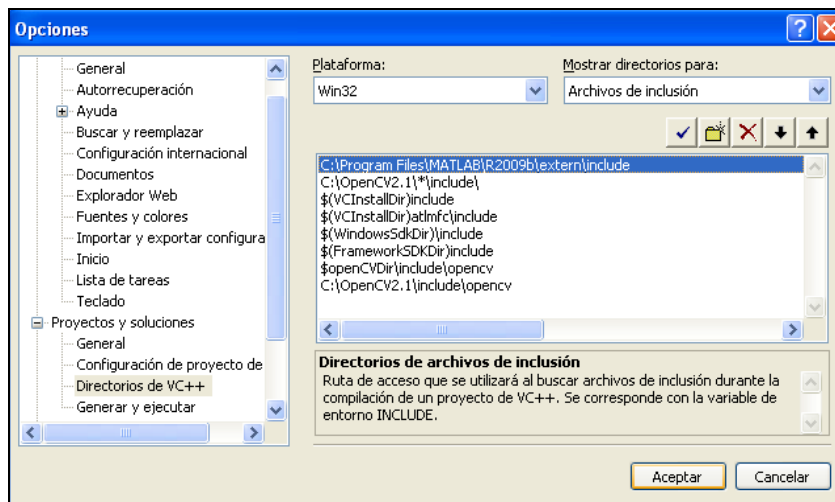 Opciones
General
Autorrecuperación
Ayuda
Buscar y reemplazar
Configuración internacional
Documentos
Explorador Web
Fuentes y colores
Importar y exportar configura
Inicio
Lista de tareas
Teclado
Proyectos y soluciones
General
Configuración de proyecto de
Directorios de VC++
Generar y ejecutar
Plataforma:
Win32
Mostrar directorios para:
Archivos de inclusión
C:\Program Files\MATLAB\R2009b\extern\include
C:\OpenCV2.1\*\include\
$(VCInstallDir)include
$(VCInstallDir)atlmfc\include
$(WindowsSdkDir)\include
$(FrameworkSDKDir)include
$openCVDir\include\opencv
C:\OpenCV2.1\include\opencv
Directorios de archivos de inclusión
Ruta de acceso que se utilizará al buscar archivos de inclusión durante la
compilación de un proyecto de VC++. Se corresponde con la variable de
entorno INCLUDE.
Aceptar
Cancelar